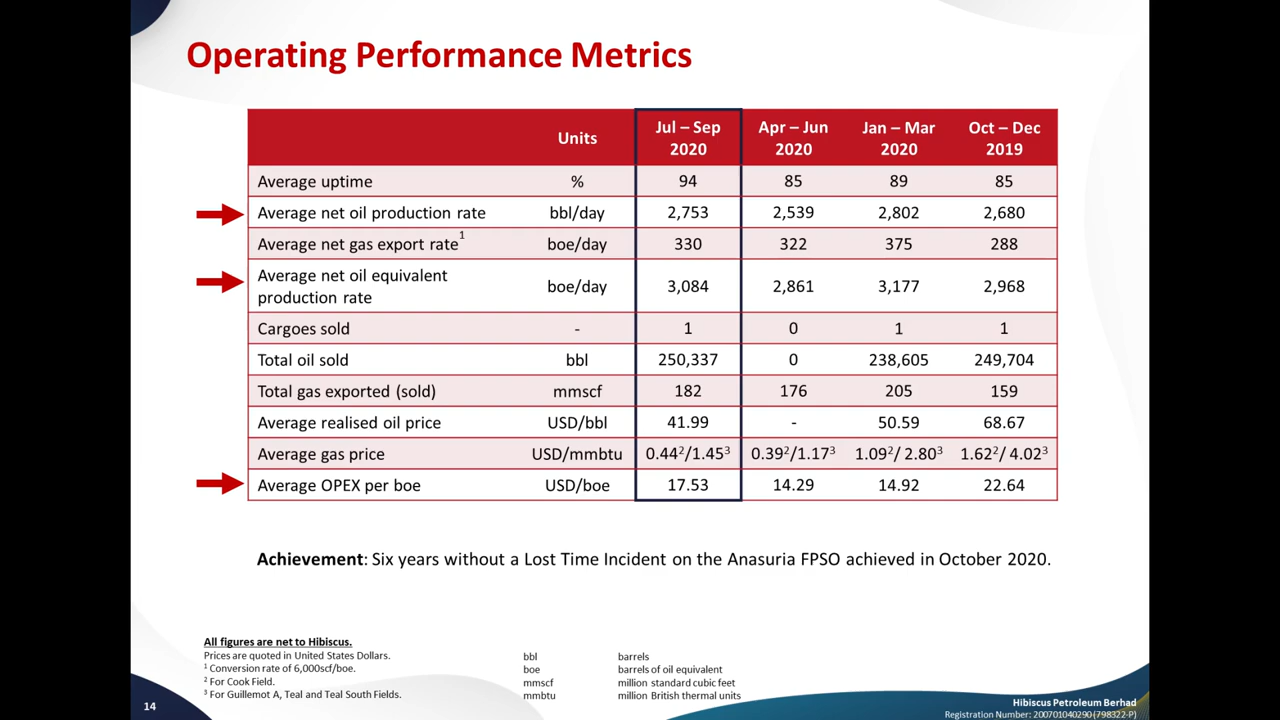 Operating Performance Metrics
Units Jul – Sep 2020 Apr – Jun 2020 Jan – Mar 2020 Oct – Dec 2019
Average uptime % 94 85 89 85
Average net oil production rate bbl/day 2,753 2,539 2,802 2,680
Average net gas export rate¹ boe/day 330 322 375 288
Average net oil equivalent production rate boe/day 3,084 2,861 3,177 2,968
Cargoes sold - 1 0 1 1
Total oil sold bbl 250,337 0 238,605 249,704
Total gas exported (sold) mmscf 182 176 205 159
Average realised oil price USD/bbl 41.99 - 50.59 68.67
Average gas price USD/mmbtu 0.44²/1.45³ 0.39²/1.17³ 1.09²/ 2.80³ 1.62²/ 4.02³
Average OPEX per boe USD/boe 17.53 14.29 14.92 22.64
Achievement: Six years without a Lost Time Incident on the Anasuria FPSO achieved in October 2020.
All figures are net to Hibiscus.
Prices are quoted in United States Dollars.
¹ Conversion rate of 6,000scf/boe.
² For Cook Field.
³ For Guillemot A, Teal and Teal South Fields.
bbl barrels
boe barrels of oil equivalent
mmscf million standard cubic feet
mmbtu million British thermal units
14
Hibiscus Petroleum Berhad
Registration Number: 200701040290 (798322-P)